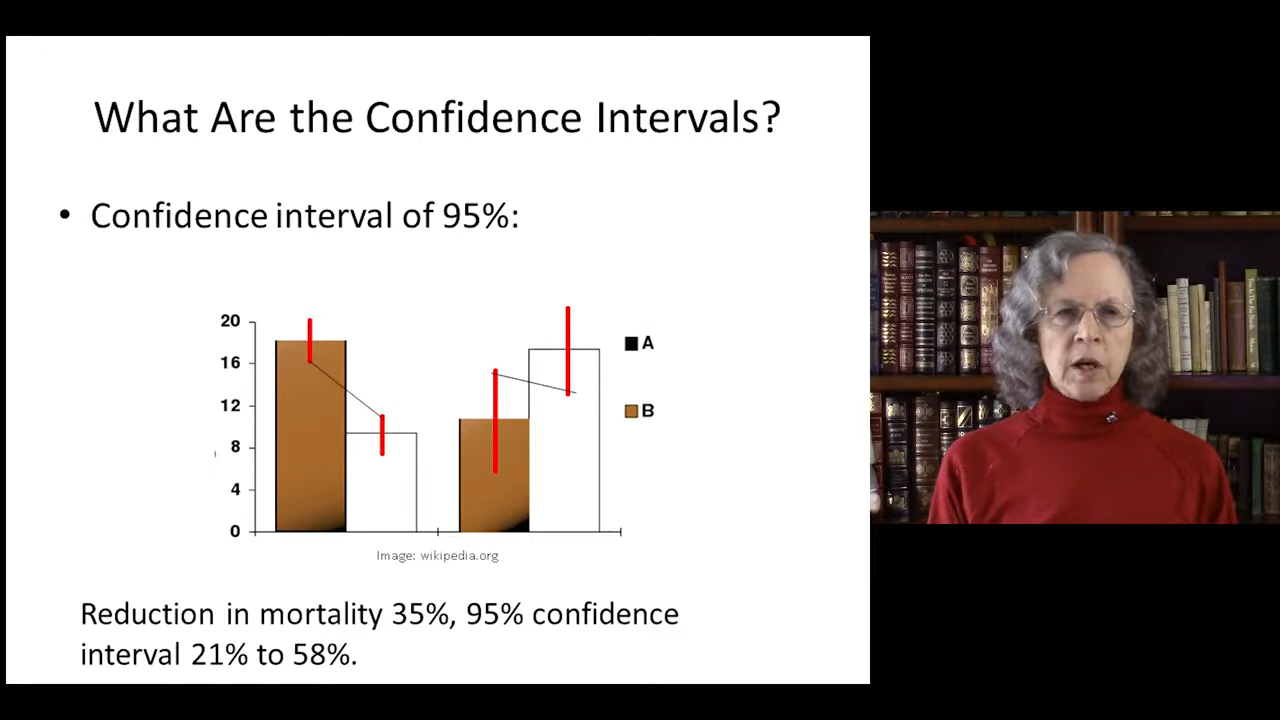 What Are the Confidence Intervals?
• Confidence interval of 95%:
20
16
12
8
4
0
A
B
Image: wikipedia.org
Reduction in mortality 35%, 95% confidence
interval 21% to 58%.